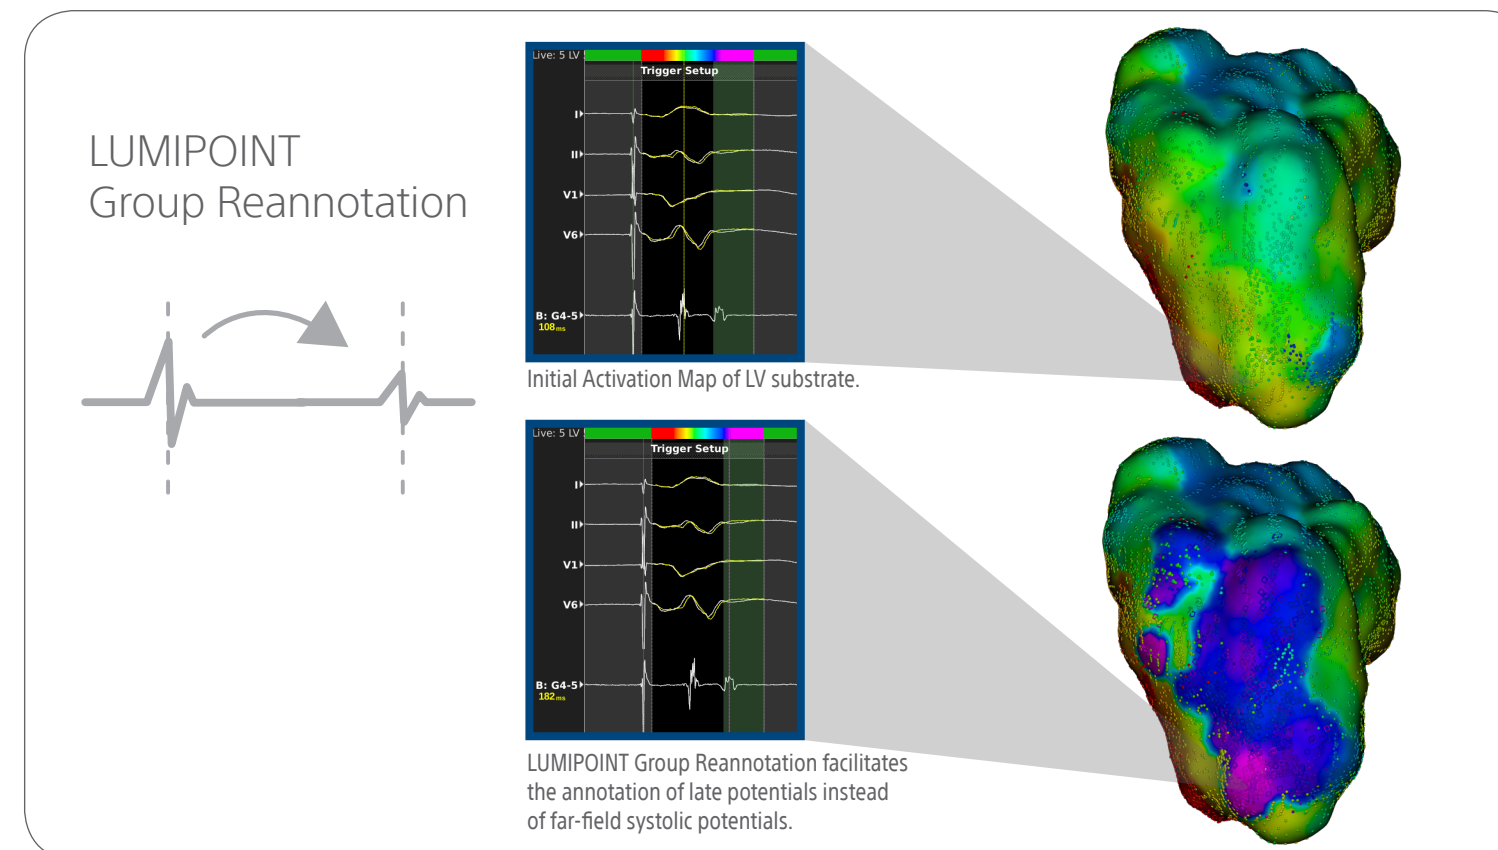 LUMIPOINT
Group Reannotation
Live: 5 LV
Trigger Setup
I
II
V1
V6
B: G4-5
108ms
Initial Activation Map of LV substrate.
Live: 5 LV
Trigger Setup
I
II
V1
V6
B: G4-5
182ms
LUMIPOINT Group Reannotation facilitates
the annotation of late potentials instead
of far-field systolic potentials.